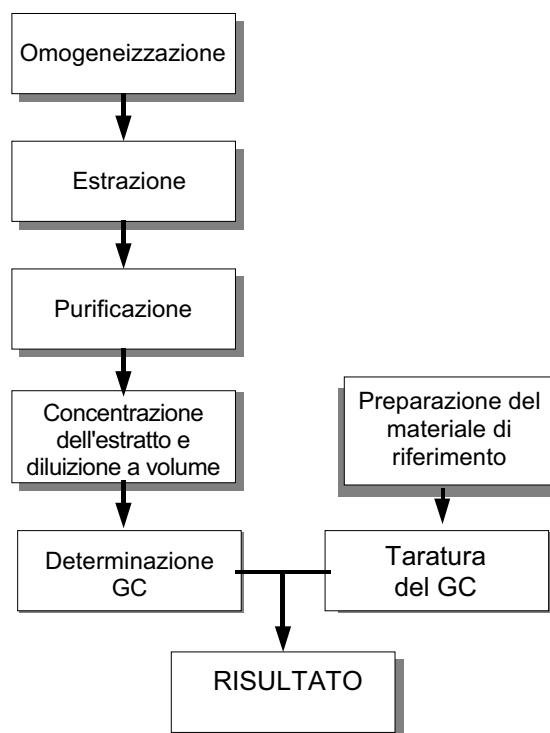 Omogeneizzazione
Estrazione
Purificazione
Concentrazione
dell'estratto e
diluizione a volume
Preparazione del
materiale di
riferimento
Determinazione
GC
Taratura
del GC
RISULTATO